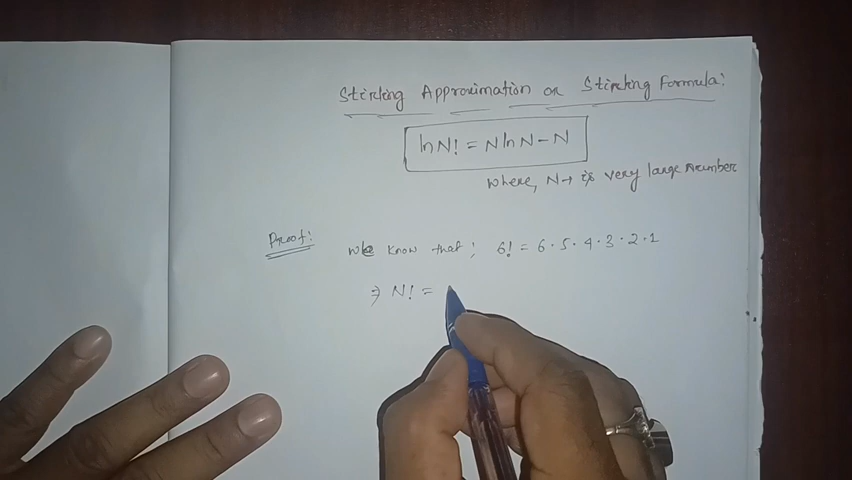 Stirling Approximation or Stirling Formula:
ln N! = N ln N - N
where, N → is very large number
Proof:
we know that; 6! = 6 · 5 · 4 · 3 · 2 · 1
⇒ N! =